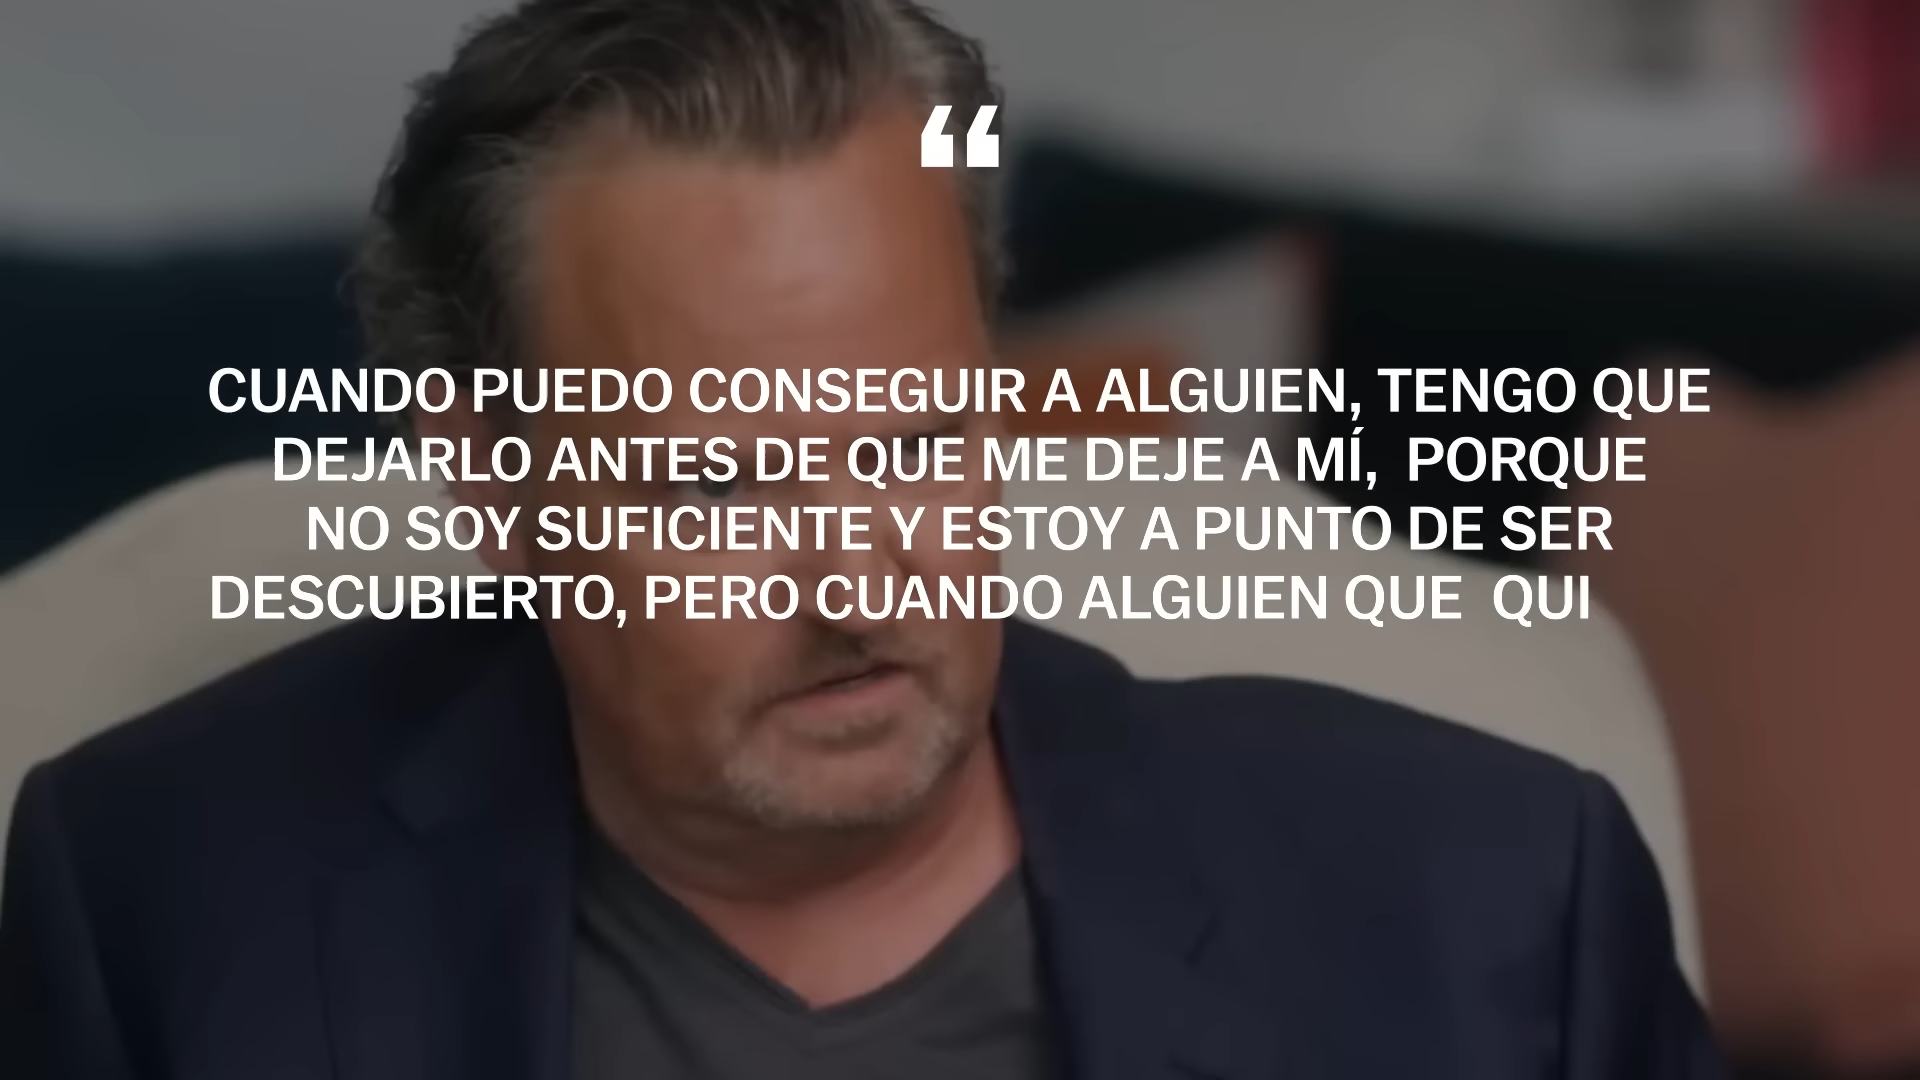 “
CUANDO PUEDO CONSEGUIR A ALGUIEN, TENGO QUE
DEJARLO ANTES DE QUE ME DEJE A MÍ, PORQUE
NO SOY SUFICIENTE Y ESTOY A PUNTO DE SER
DESCUBIERTO, PERO CUANDO ALGUIEN QUE QUI